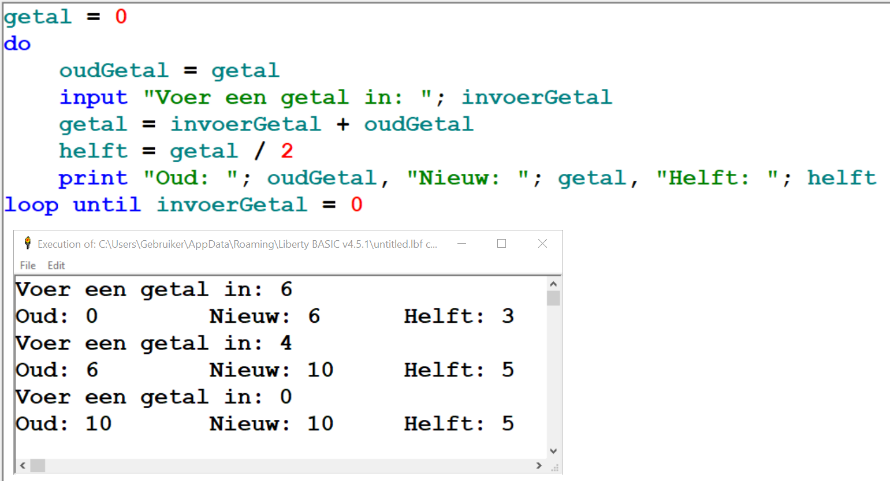 getal = 0
do
    oudGetal = getal
    input "Voer een getal in: "; invoerGetal
    getal = invoerGetal + oudGetal
    helft = getal / 2
    print "Oud: "; oudGetal, "Nieuw: "; getal, "Helft: "; helft
loop until invoerGetal = 0
Execution of: C:\Users\Gebruiker\AppData\Roaming\Liberty BASIC v4.5.1\untitled.lbf c...
File Edit
Voer een getal in: 6
Oud: 0 Nieuw: 6 Helft: 3
Voer een getal in: 4
Oud: 6 Nieuw: 10 Helft: 5
Voer een getal in: 0
Oud: 10 Nieuw: 10 Helft: 5